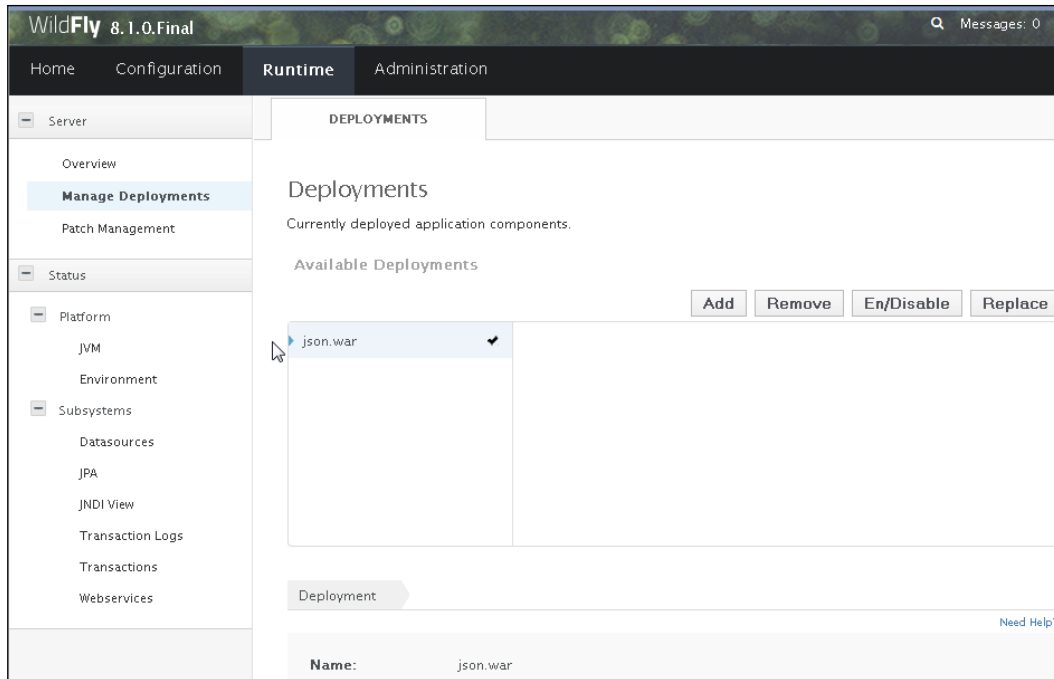 WildFly 8.1.0.Final
Messages: 0
Home Configuration Runtime Administration
Server
Overview
Manage Deployments
Patch Management
Status
Platform
JVM
Environment
Subsystems
Datasources
JPA
JNDI View
Transaction Logs
Transactions
Webservices
DEPLOYMENTS
Deployments
Currently deployed application components.
Available Deployments
Add Remove En/Disable Replace
json.war
Deployment
Need Help?
Name: json.war